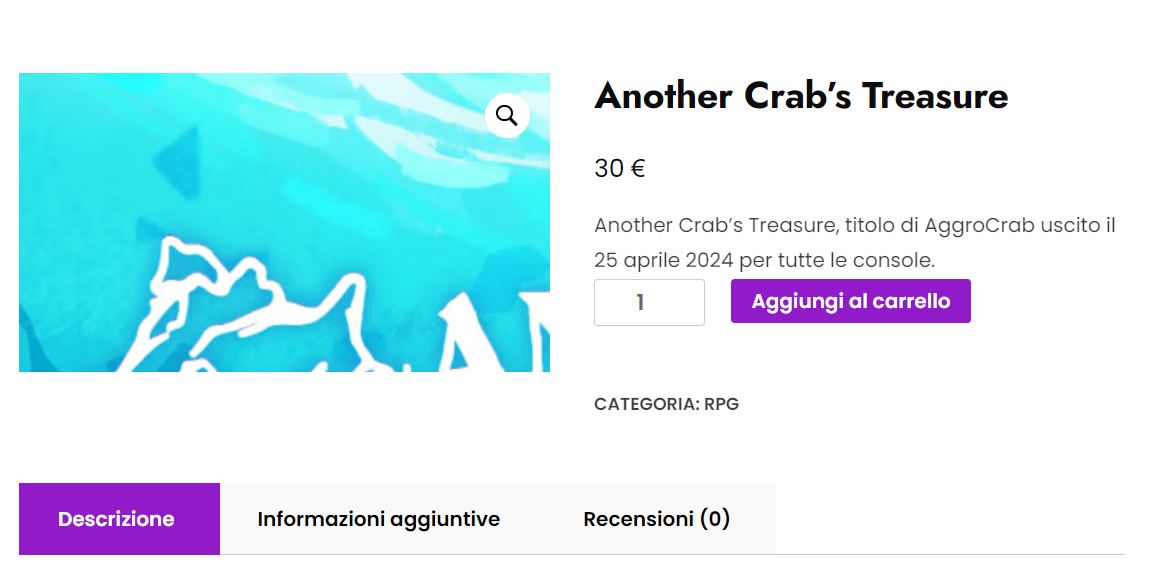 Another Crab’s Treasure
30 €
Another Crab’s Treasure, titolo di AggroCrab uscito il
25 aprile 2024 per tutte le console.
1
Aggiungi al carrello
CATEGORIA: RPG
Descrizione
Informazioni aggiuntive
Recensioni (0)